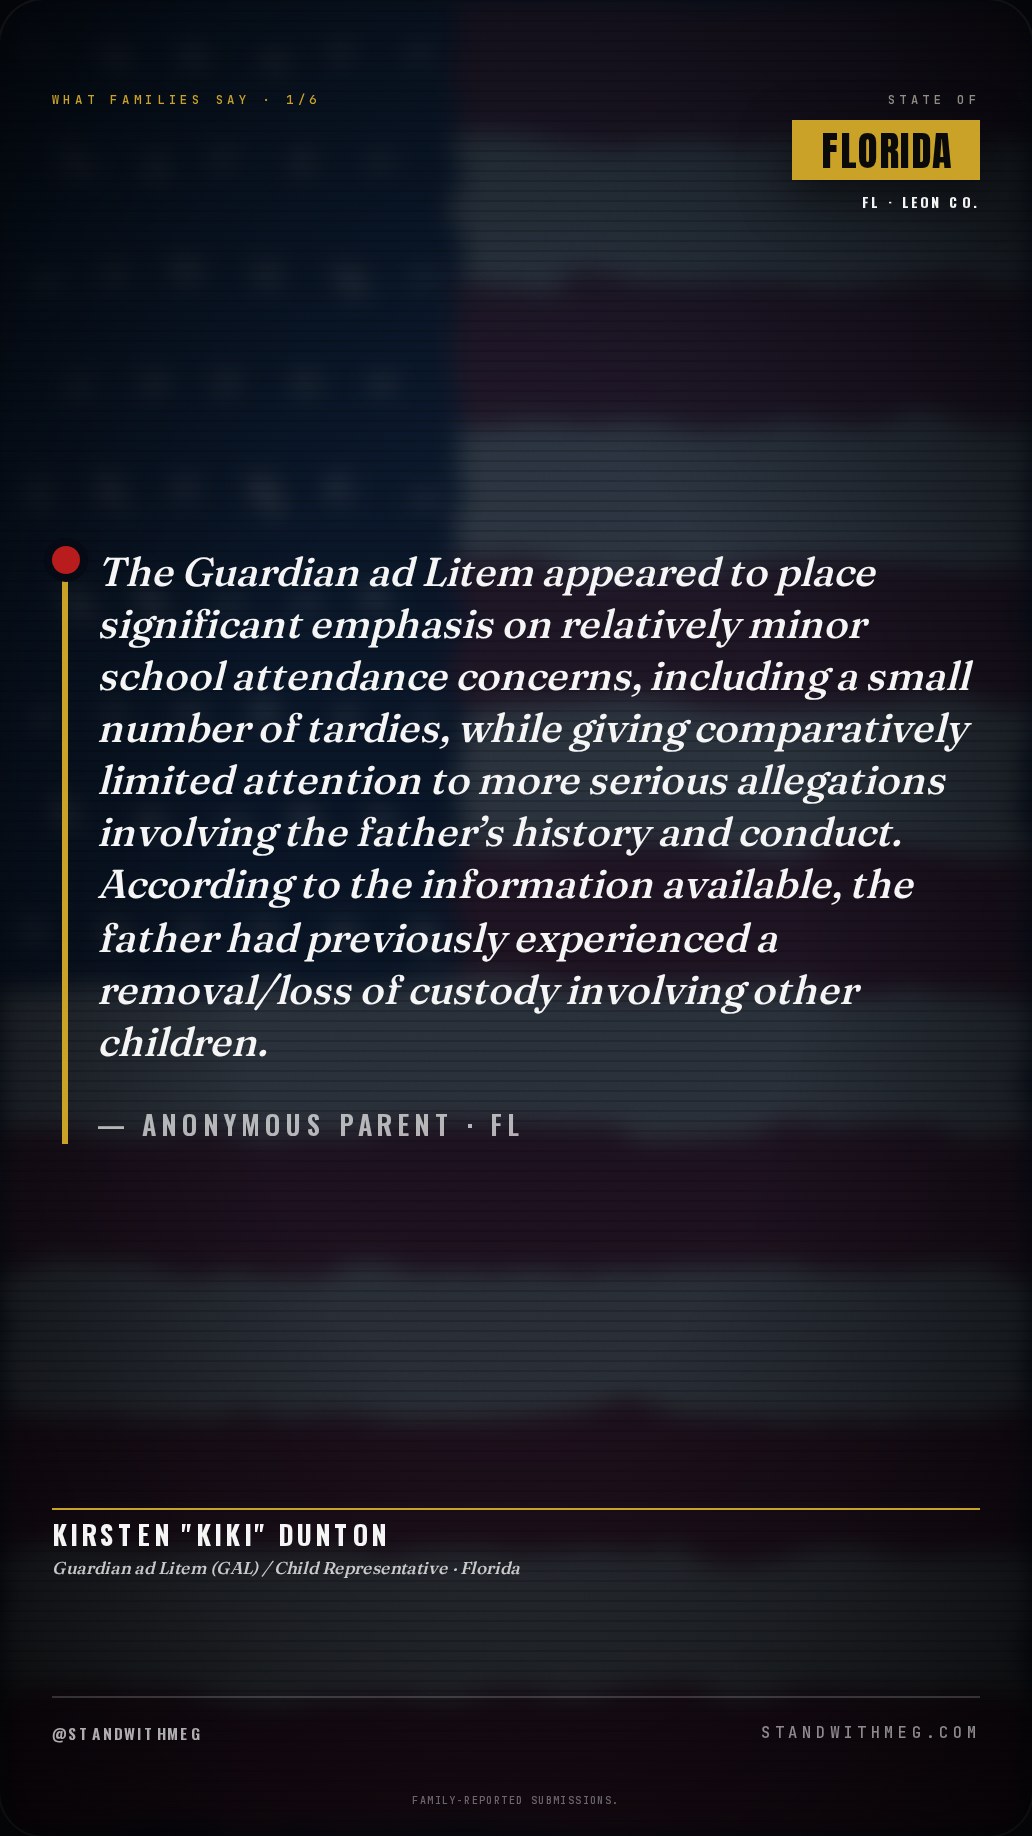 WHAT FAMILIES SAY · 1/6
STATE OF
FLORIDA
FL · LEON CO.
The Guardian ad Litem appeared to place
significant emphasis on relatively minor
school attendance concerns, including a small
number of tardies, while giving comparatively
limited attention to more serious allegations
involving the father’s history and conduct.
According to the information available, the
father had previously experienced a
removal/loss of custody involving other
children.
— ANONYMOUS PARENT · FL
KIRSTEN "KIKI" DUNTON
Guardian ad Litem (GAL) / Child Representative · Florida
@STANDWITHMEG
STANDWITHMEG.COM
FAMILY-REPORTED SUBMISSIONS.